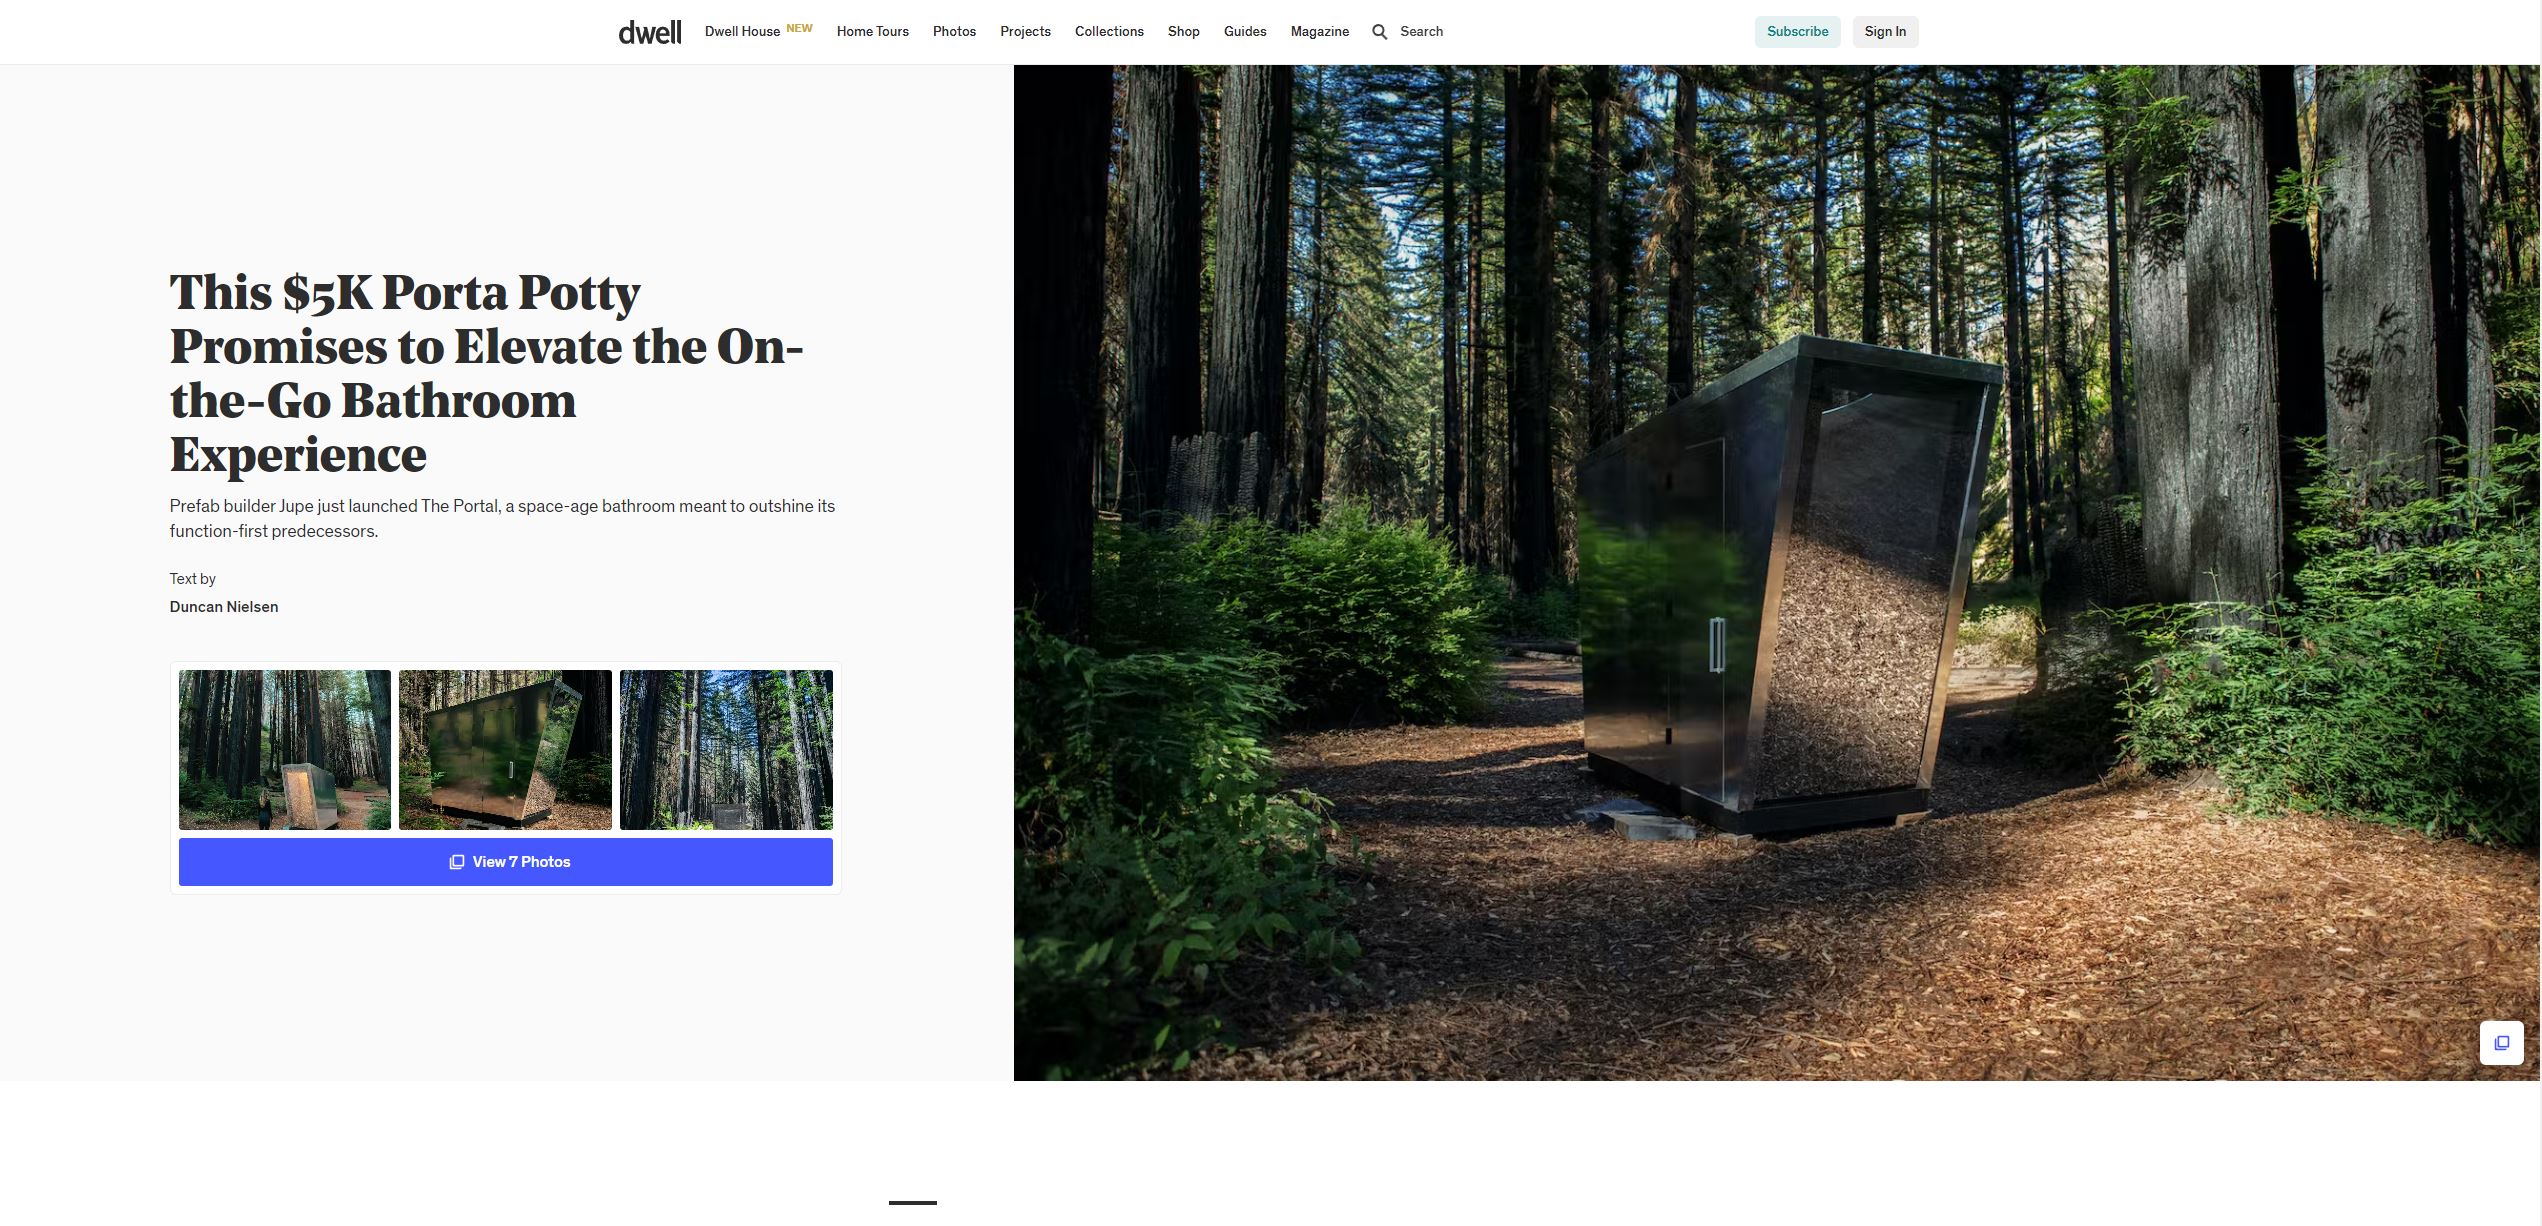 dwell Dwell House NEW Home Tours Photos Projects Collections Shop Guides Magazine Search Subscribe Sign In
This $5K Porta Potty
Promises to Elevate the On-
the-Go Bathroom
Experience
Prefab builder Jupe just launched The Portal, a space-age bathroom meant to outshine its
function-first predecessors.
Text by
Duncan Nielsen
View 7 Photos